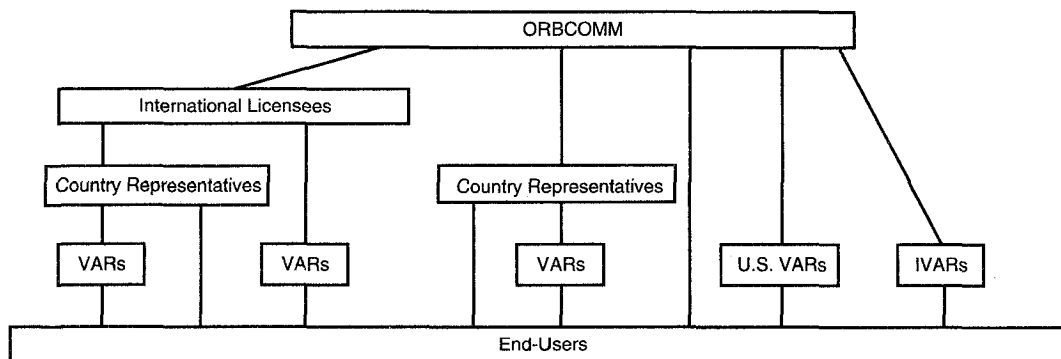 ORBCOMM
International Licensees
Country Representatives
Country Representatives
VARs
VARs
VARs
U.S. VARs
IVARs
End-Users